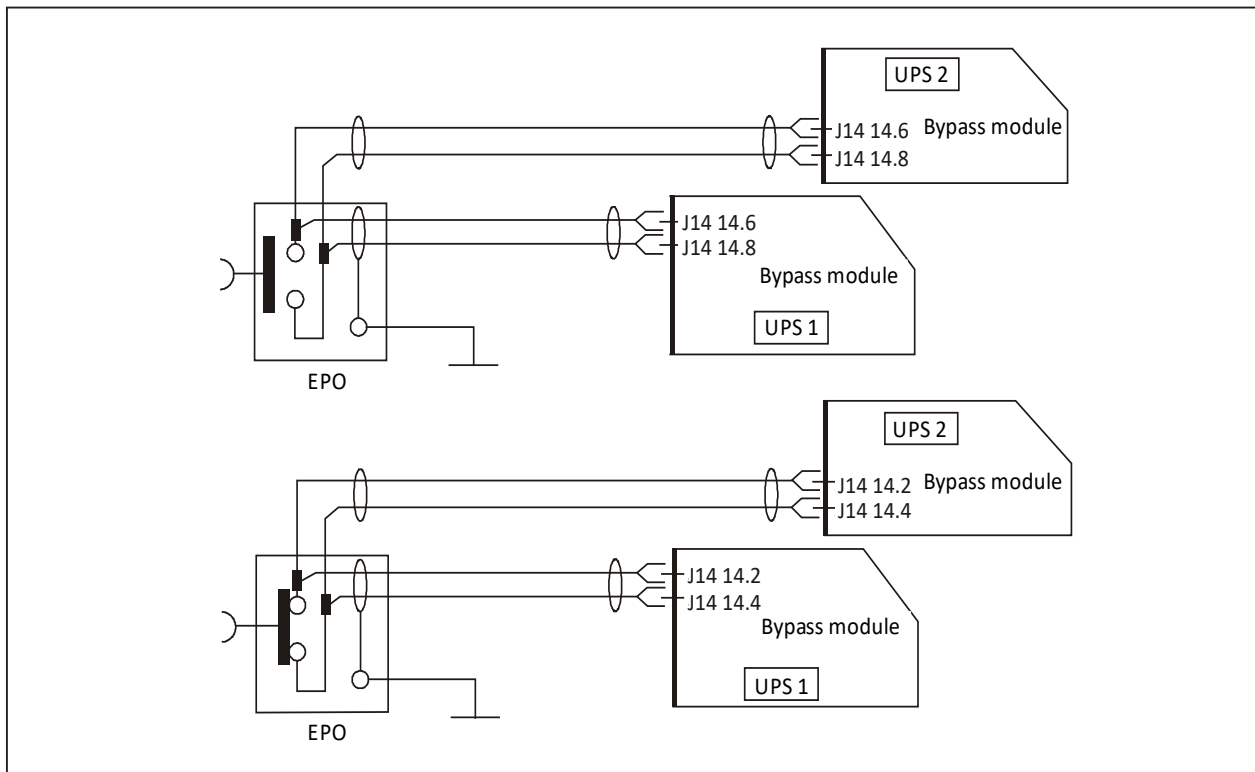 UPS 2
J14 14.6
Bypass module
J14 14.8
J14 14.6
J14 14.8
Bypass module
UPS 1
EPO
UPS 2
J14 14.2
Bypass module
J14 14.4
J14 14.2
J14 14.4
Bypass module
UPS 1
EPO